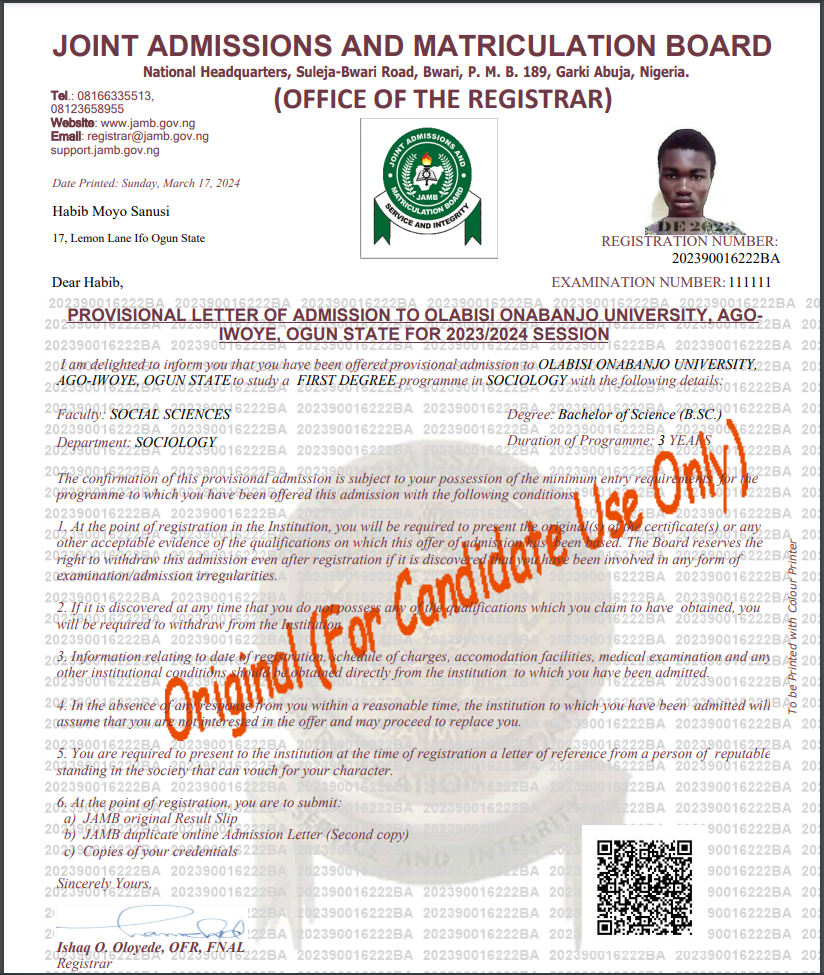 JOINT ADMISSIONS AND MATRICULATION BOARD
National Headquarters, Suleja-Bwari Road, Bwari, P. M. B. 189, Garki Abuja, Nigeria.
(OFFICE OF THE REGISTRAR)
Tel.: 08166335513,
08123658955
Website: www.jamb.gov.ng
Email: registrar@jamb.gov.ng
support.jamb.gov.ng
JOINT ADMISSIONS AND MATRICULATION BOARD
JAMB
SERVICE AND INTEGRITY
DE 2023
Date Printed: Sunday, March 17, 2024
Habib Moyo Sanusi
17, Lemon Lane Ifo Ogun State
REGISTRATION NUMBER:
202390016222BA
Dear Habib,
EXAMINATION NUMBER: 111111
PROVISIONAL LETTER OF ADMISSION TO OLABISI ONABANJO UNIVERSITY, AGO-
IWOYE, OGUN STATE FOR 2023/2024 SESSION
I am delighted to inform you that you have been offered provisional admission to OLABISI ONABANJO UNIVERSITY,
AGO-IWOYE, OGUN STATE to study a FIRST DEGREE programme in SOCIOLOGY with the following details:
Faculty: SOCIAL SCIENCES
Degree: Bachelor of Science (B.SC.)
Department: SOCIOLOGY
Duration of Programme: 3 YEARS
The confirmation of this provisional admission is subject to your possession of the minimum entry requirements for the
programme to which you have been offered this admission with the following conditions:
1. At the point of registration in the Institution, you will be required to present the original(s) of the certificate(s) or any
other acceptable evidence of the qualifications on which this offer of admission has been based. The Board reserves the
right to withdraw this admission even after registration if it is discovered that you have been involved in any form of
examination/admission irregularities.
2. If it is discovered at any time that you do not possess any of the qualifications which you claim to have obtained, you
will be required to withdraw from the Institution.
3. Information relating to date of registration, schedule of charges, accomodation facilities, medical examination and any
other institutional conditions should be obtained directly from the institution to which you have been admitted.
4. In the absence of any response from you within a reasonable time, the institution to which you have been admitted will
assume that you are not interested in the offer and may proceed to replace you.
5. You are required to present to the institution at the time of registration a letter of reference from a person of reputable
standing in the society that can vouch for your character.
6. At the point of registration, you are to submit:
a) JAMB original Result Slip
b) JAMB duplicate online Admission Letter (Second copy)
c) Copies of your credentials
Sincerely Yours,
Ishaq O. Oloyede, OFR, FNAL
Registrar
Original (For Candidate Use Only)
To be Printed with Colour Printer